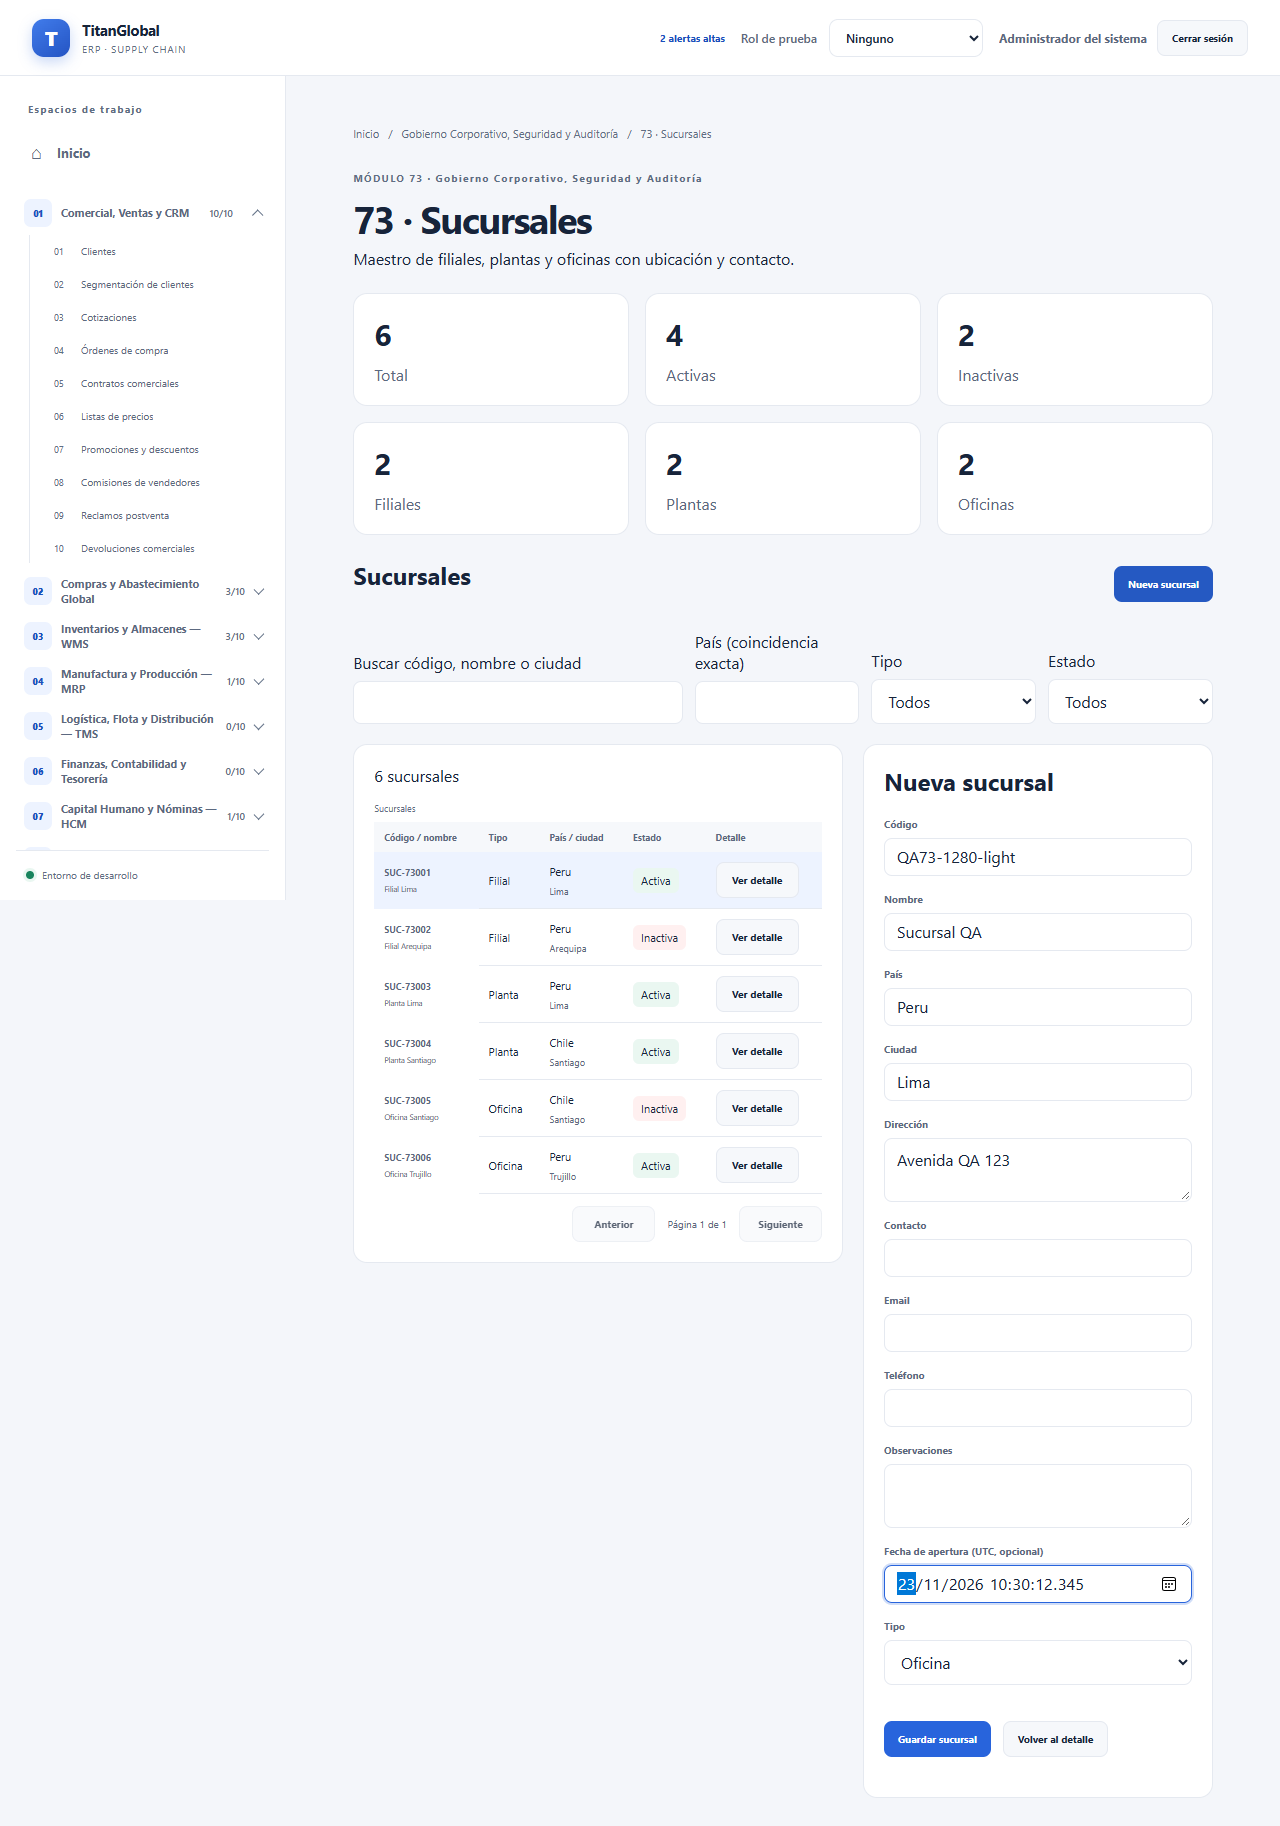 T
TitanGlobal
ERP · SUPPLY CHAIN
2 alertas altas
Rol de prueba
Ninguno
Administrador del sistema
Cerrar sesión
Espacios de trabajo
Inicio
01 Comercial, Ventas y CRM 10/10
01 Clientes
02 Segmentación de clientes
03 Cotizaciones
04 Órdenes de compra
05 Contratos comerciales
06 Listas de precios
07 Promociones y descuentos
08 Comisiones de vendedores
09 Reclamos postventa
10 Devoluciones comerciales
02 Compras y Abastecimiento Global 3/10
03 Inventarios y Almacenes — WMS 3/10
04 Manufactura y Producción — MRP 1/10
05 Logística, Flota y Distribución — TMS 0/10
06 Finanzas, Contabilidad y Tesorería 0/10
07 Capital Humano y Nóminas — HCM 1/10
Entorno de desarrollo
Inicio / Gobierno Corporativo, Seguridad y Auditoría / 73 · Sucursales
MÓDULO 73 · Gobierno Corporativo, Seguridad y Auditoría
73 · Sucursales
Maestro de filiales, plantas y oficinas con ubicación y contacto.
6
Total
4
Activas
2
Inactivas
2
Filiales
2
Plantas
2
Oficinas
Sucursales
Nueva sucursal
Buscar código, nombre o ciudad
País (coincidencia exacta)
Tipo
Todos
Estado
Todos
6 sucursales
Sucursales
Código / nombre Tipo País / ciudad Estado Detalle
SUC-73001 Filial Lima Filial Peru Lima Activa Ver detalle
SUC-73002 Filial Arequipa Filial Peru Arequipa Inactiva Ver detalle
SUC-73003 Planta Lima Planta Peru Lima Activa Ver detalle
SUC-73004 Planta Santiago Planta Chile Santiago Activa Ver detalle
SUC-73005 Oficina Santiago Oficina Chile Santiago Inactiva Ver detalle
SUC-73006 Oficina Trujillo Oficina Peru Trujillo Activa Ver detalle
Anterior Página 1 de 1 Siguiente
Nueva sucursal
Código
QA73-1280-light
Nombre
Sucursal QA
País
Peru
Ciudad
Lima
Dirección
Avenida QA 123
Contacto
Email
Teléfono
Observaciones
Fecha de apertura (UTC, opcional)
23/11/2026 10:30:12.345
Tipo
Oficina
Guardar sucursal
Volver al detalle